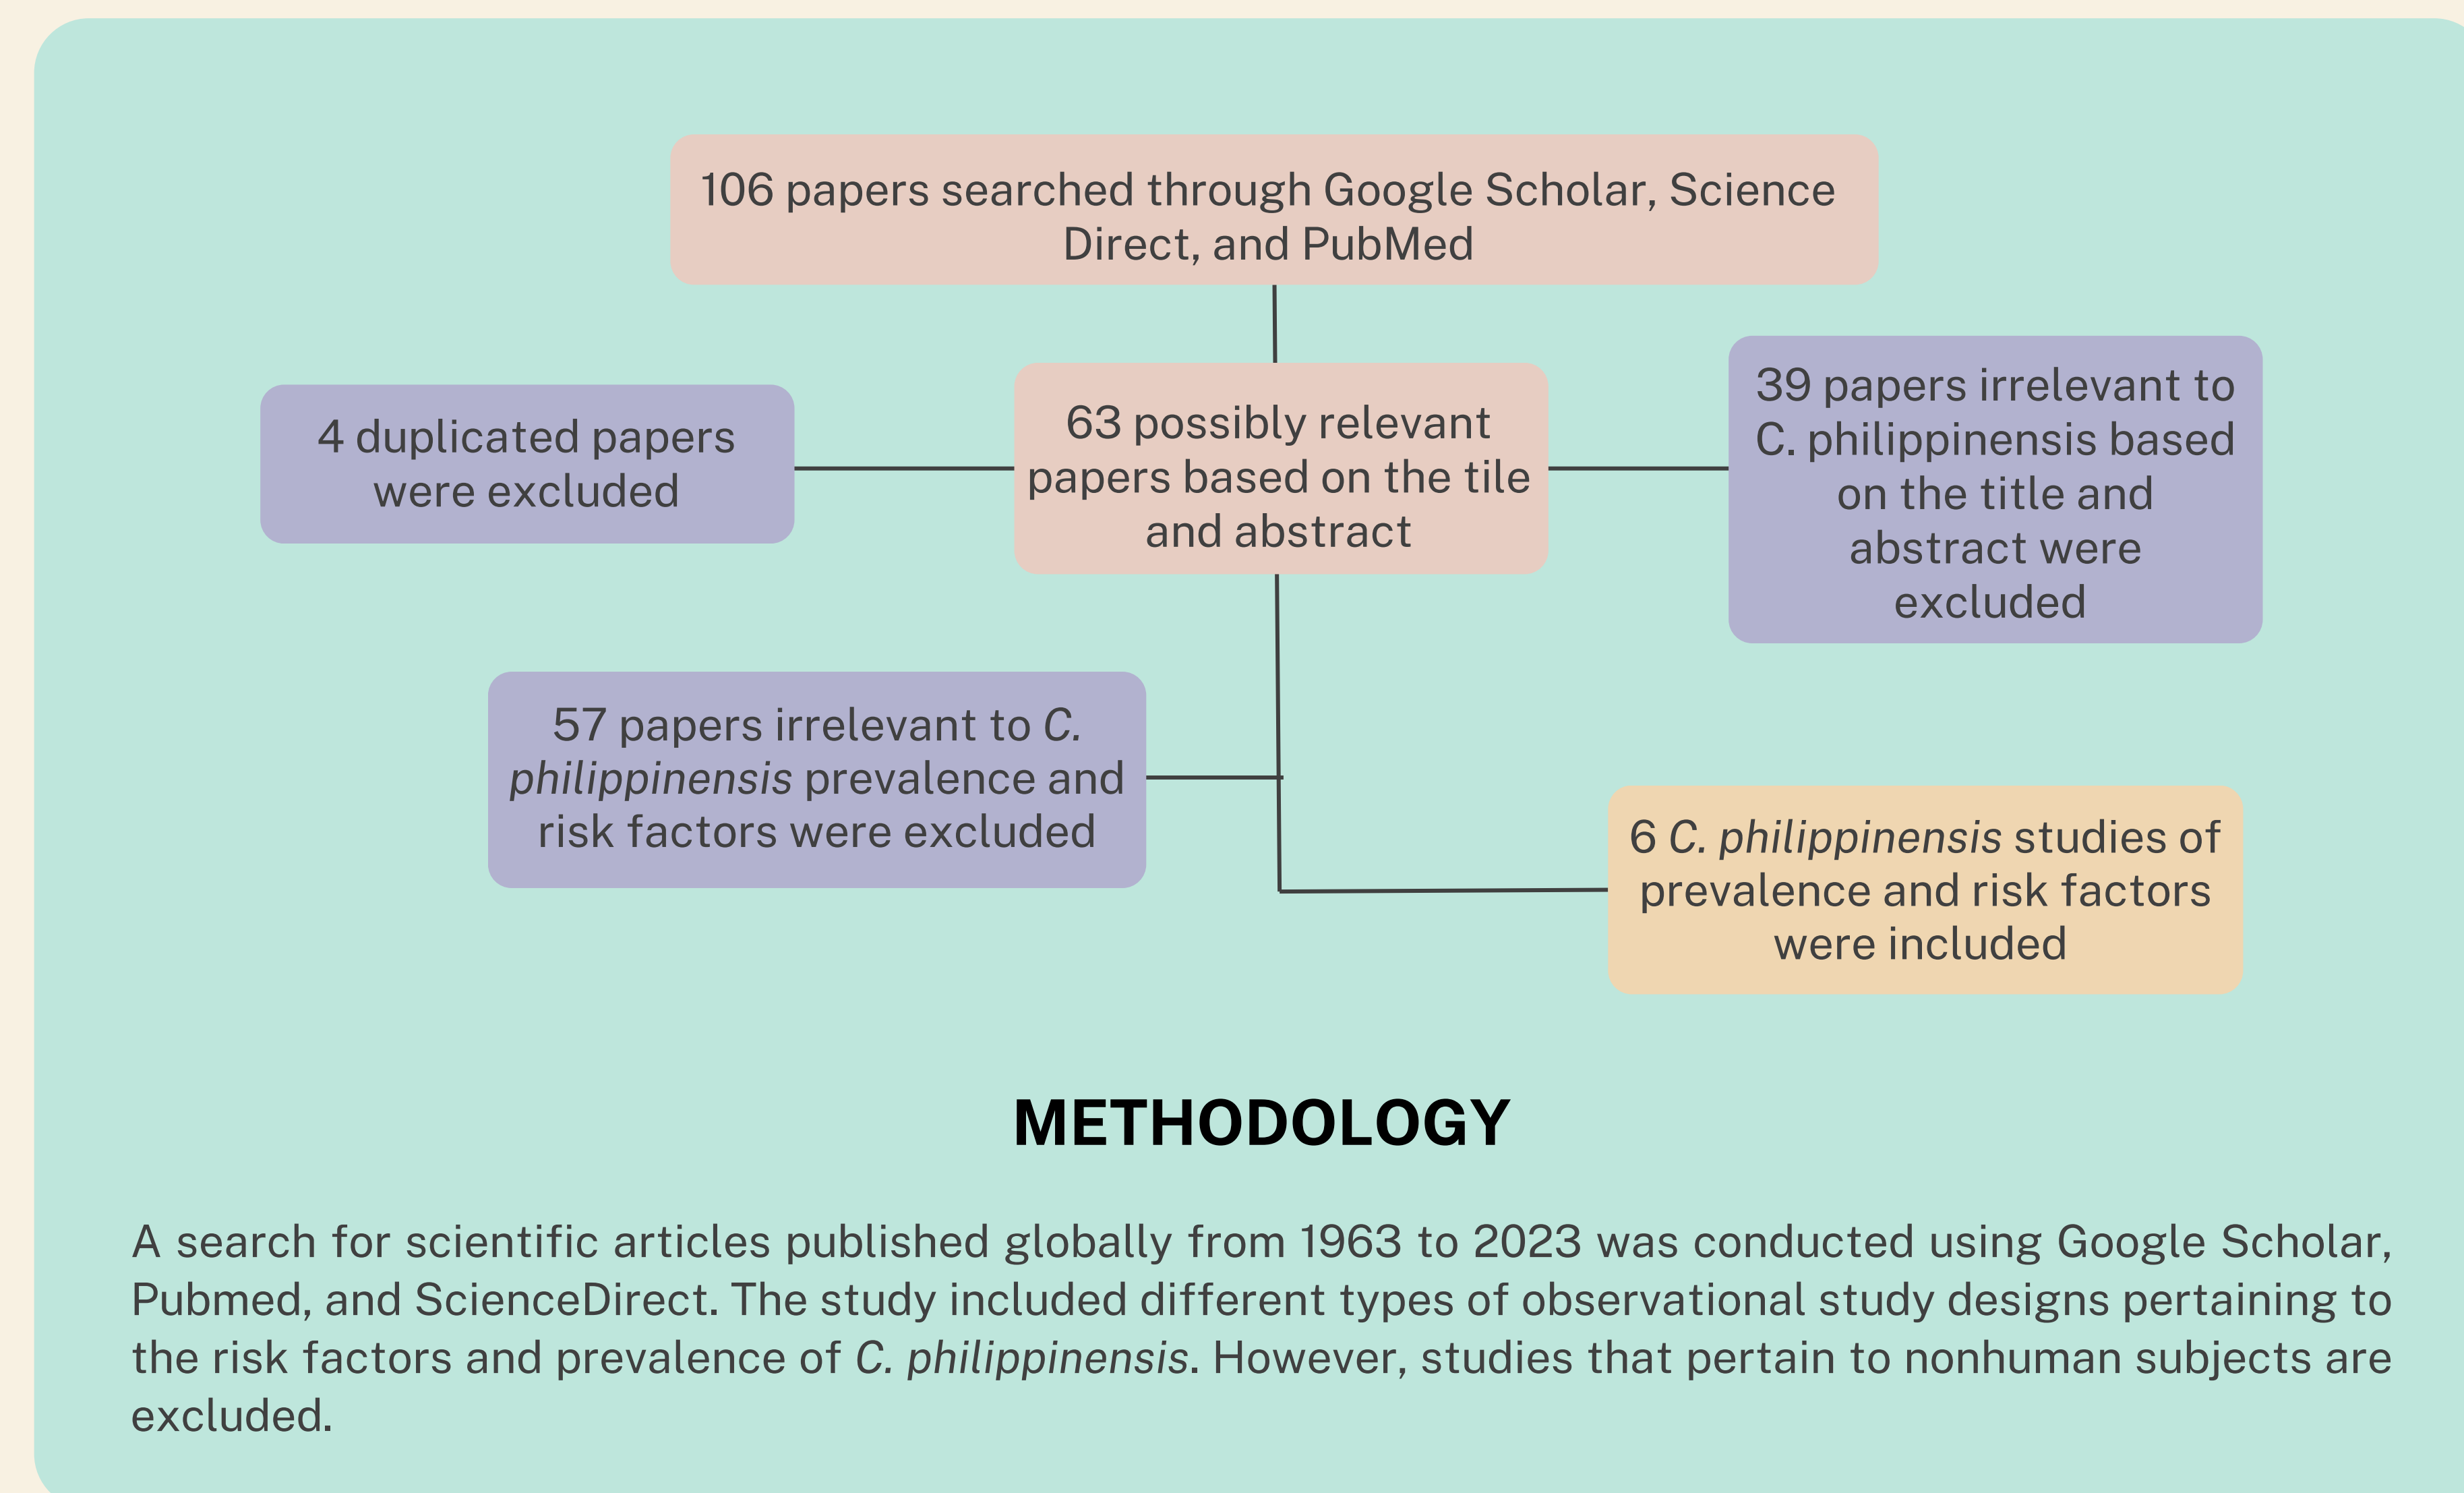 106 papers searched through Google Scholar, Science
Direct, and PubMed
4 duplicated papers
were excluded
63 possibly relevant
papers based on the tile
and abstract
39 papers irrelevant to
C. philippinensis based
on the title and
abstract were
excluded
57 papers irrelevant to C.
philippinensis prevalence and
risk factors were excluded
6 C. philippinensis studies of
prevalence and risk factors
were included
METHODOLOGY
A search for scientific articles published globally from 1963 to 2023 was conducted using Google Scholar,
Pubmed, and ScienceDirect. The study included different types of observational study designs pertaining to
the risk factors and prevalence of C. philippinensis. However, studies that pertain to nonhuman subjects are
excluded.